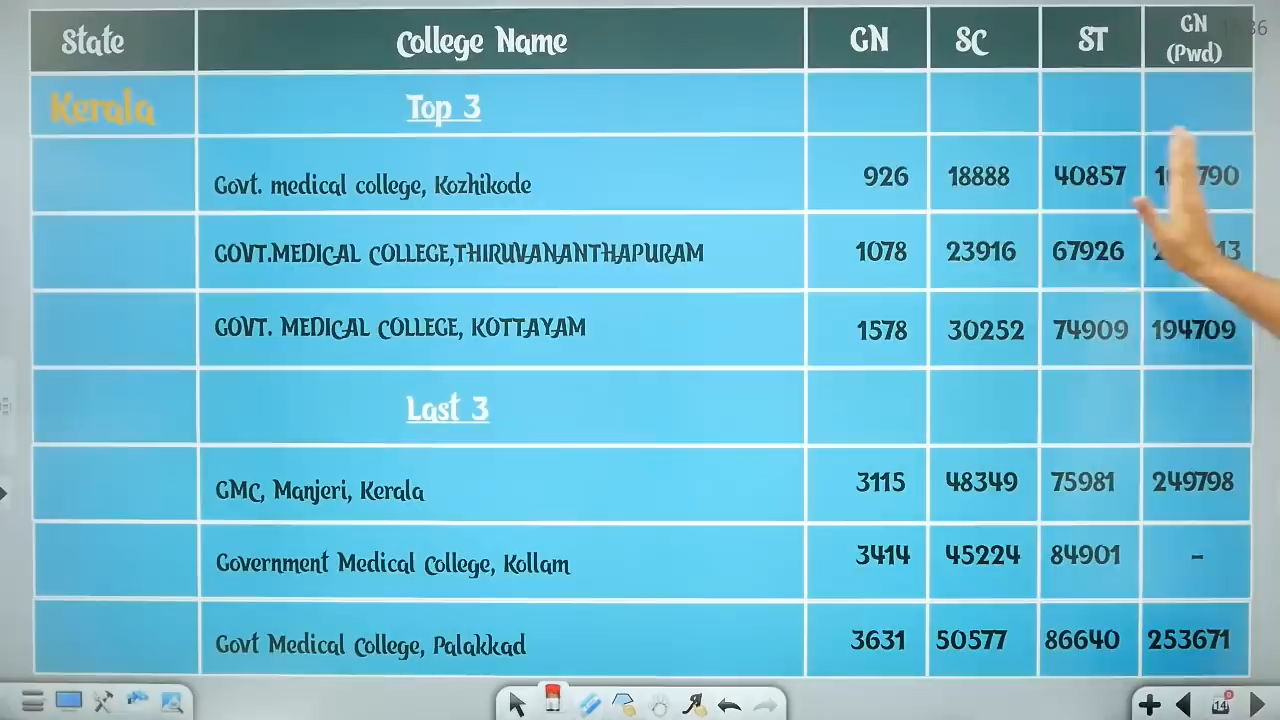 State College Name GN SC ST GN (Pwd)
Kerala Top 3
Govt. medical college, Kozhikode 926 18888 40857
GOVT.MEDICAL COLLEGE,THIRUVANANTHAPURAM 1078 23916 67926
GOVT. MEDICAL COLLEGE, KOTTAYAM 1578 30252 74909 194709
Last 3
GMC, Manjeri, Kerala 3115 48349 75981 249798
Government Medical College, Kollam 3414 45224 84901 -
Govt Medical College, Palakkad 3631 50577 86640 253671
14